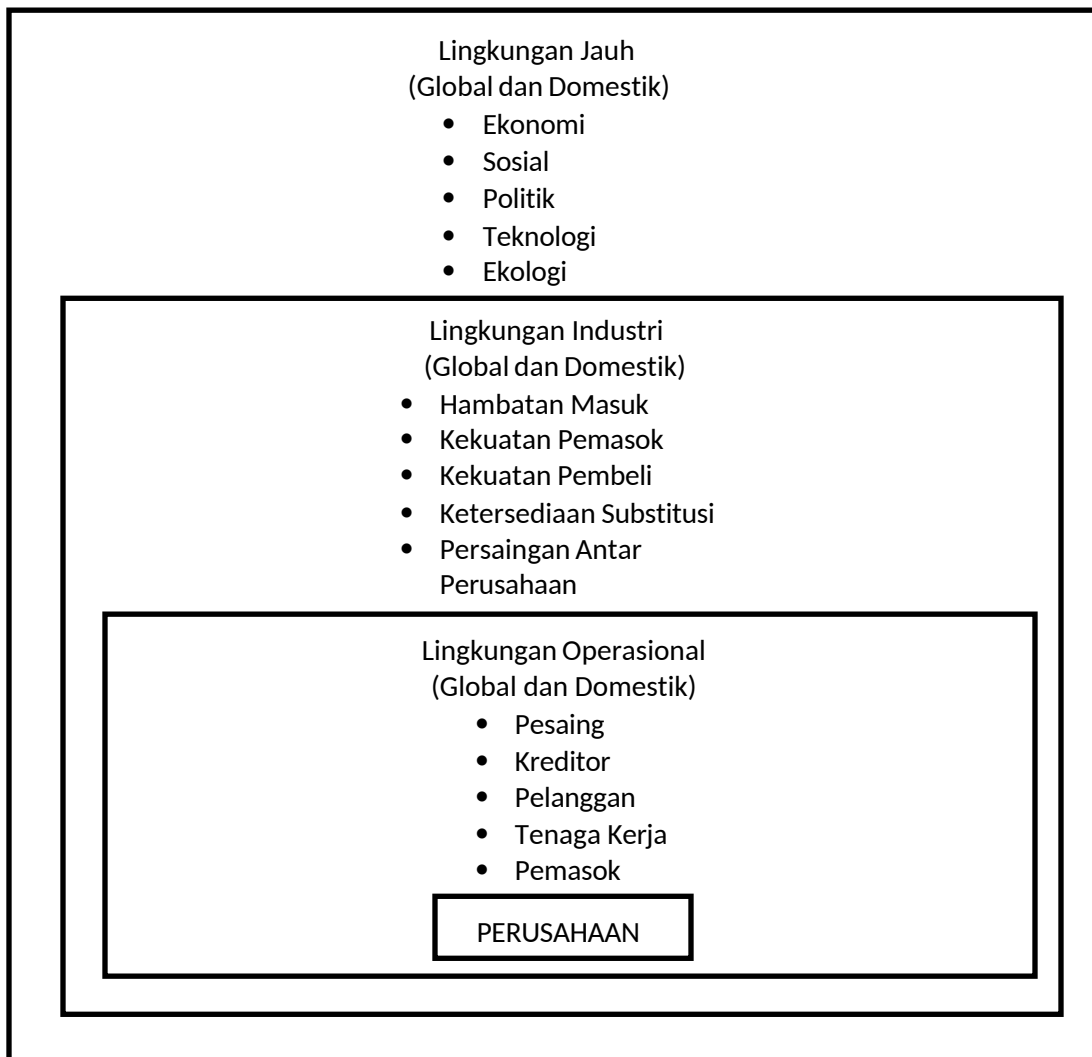 Lingkungan Jauh
(Global dan Domestik)
• Ekonomi
• Sosial
• Politik
• Teknologi
• Ekologi
Lingkungan Industri
(Global dan Domestik)
• Hambatan Masuk
• Kekuatan Pemasok
• Kekuatan Pembeli
• Ketersediaan Substitusi
• Persaingan Antar
Perusahaan
Lingkungan Operasional
(Global dan Domestik)
• Pesaing
• Kreditor
• Pelanggan
• Tenaga Kerja
• Pemasok
PERUSAHAAN